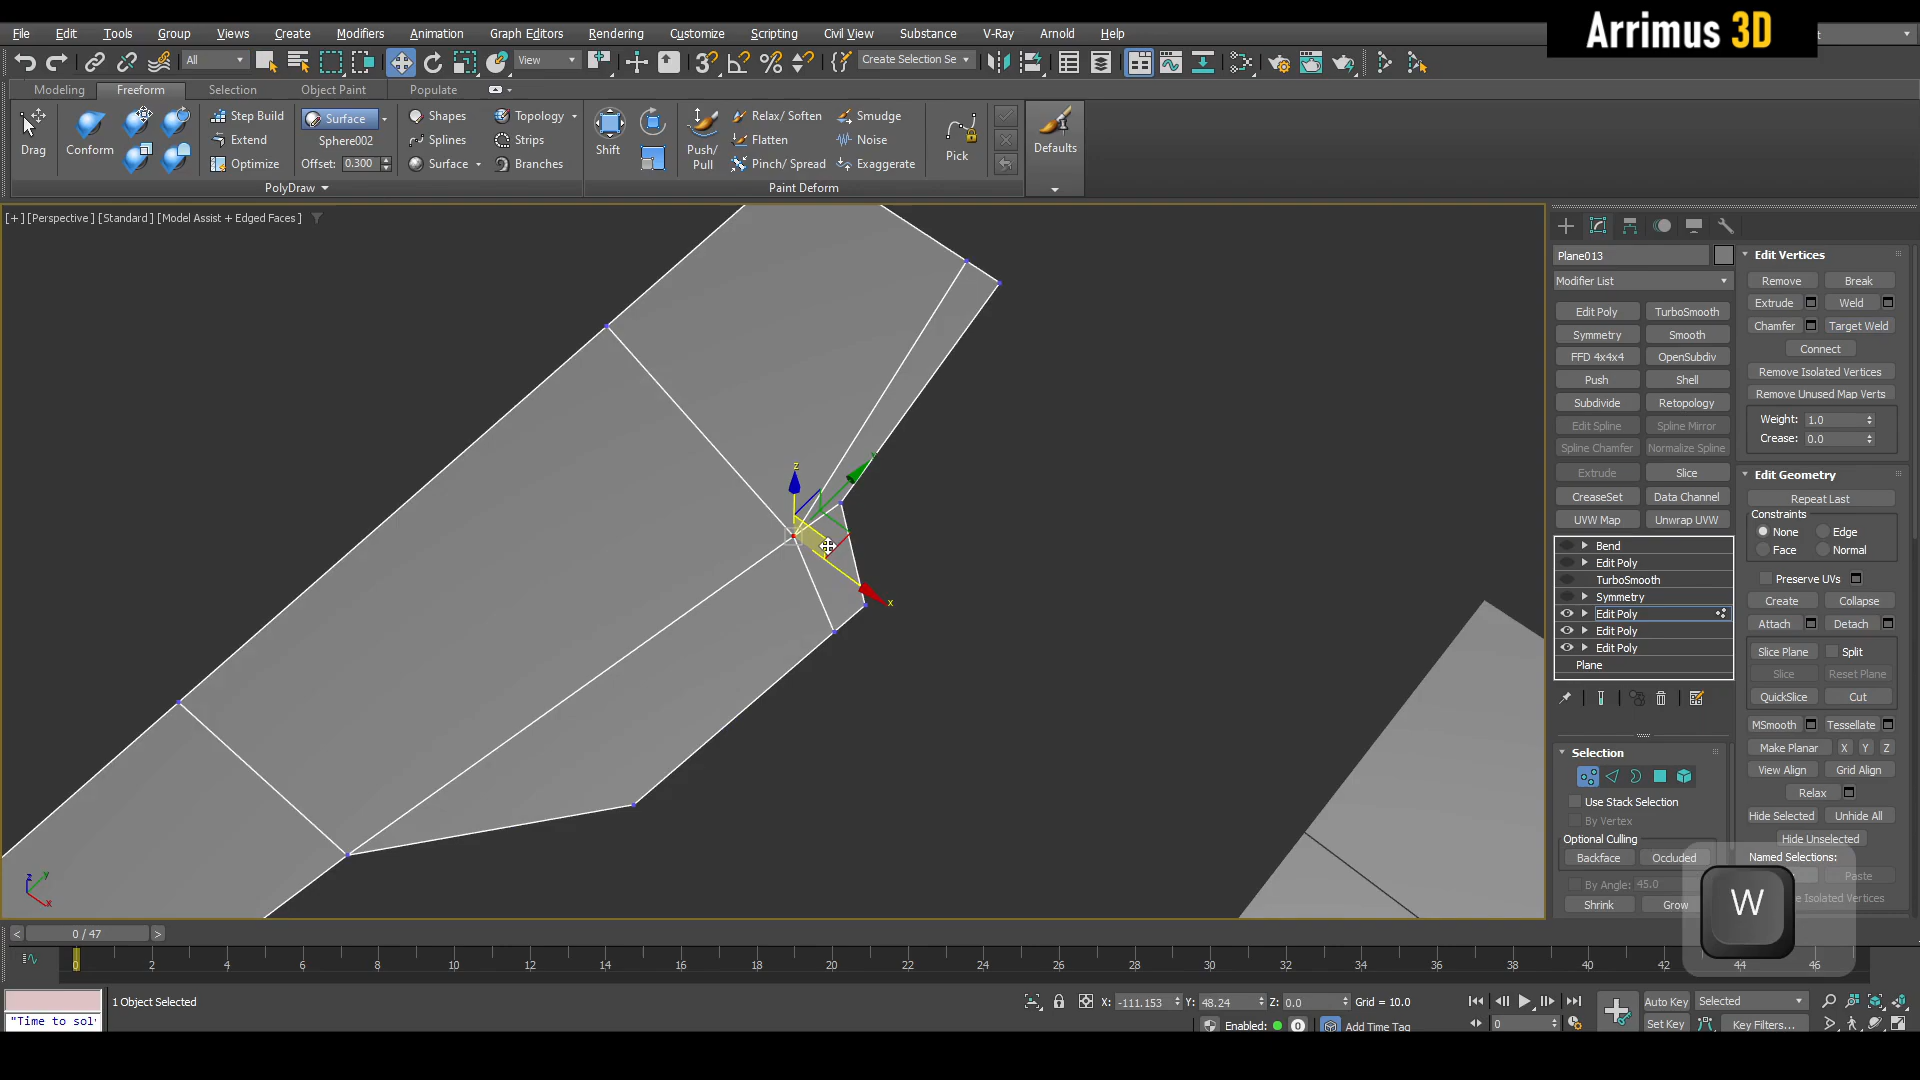 Arrimus 3D
File Edit Tools Group Views Create Modifiers Animation Graph Editors Rendering Customize Scripting Civil View Substance V-Ray Arnold Help
All View Create Selection Se
Modeling Freeform Selection Object Paint Populate
Drag Conform Step Build Extend Optimize Surface Sphere002 Offset: 0.300 Shapes Splines Surface Topology Strips Branches Shift Push/ Pull Relax/ Soften Flatten Pinch/ Spread Smudge Noise Exaggerate Pick Defaults
PolyDraw Paint Deform
[+] [Perspective] [Standard] [Model Assist + Edged Faces]
z
y
x
z
y
x
Plane013
Modifier List
Edit Poly TurboSmooth
Symmetry Smooth
FFD 4x4x4 OpenSubdiv
Push Shell
Subdivide Retopology
Edit Spline Spline Mirror
Spline Chamfer Normalize Spline
Extrude Slice
CreaseSet Data Channel
UVW Map Unwrap UVW
Bend
Edit Poly
TurboSmooth
Symmetry
Edit Poly
Edit Poly
Edit Poly
Plane
Selection
Use Stack Selection
By Vertex
Optional Culling
Backface Occluded
By Angle: 45.0
Shrink Grow
Edit Vertices
Remove Break
Extrude Weld
Chamfer Target Weld
Connect
Remove Isolated Vertices
Remove Unused Map Verts
Weight: 1.0
Crease: 0.0
Edit Geometry
Repeat Last
Constraints
None Edge
Face Normal
Preserve UVs
Create Collapse
Attach Detach
Slice Plane Split
Slice Reset Plane
QuickSlice Cut
MSmooth Tessellate
Make Planar X Y Z
View Align Grid Align
Relax
Hide Selected Unhide All
Hide Unselected
Named Selections:
Paste
Isolated Vertices
W
< 0 / 47 >
0 2 4 6 8 10 12 14 16 18 20 22 24 26 28 30 32 34 36 38 40 42 44 46
1 Object Selected X: -111.153 Y: 48.24 Z: 0.0 Grid = 10.0 Auto Key Selected
"Time to solv Enabled: 0 Add Time Tag 0 Set Key Key Filters...